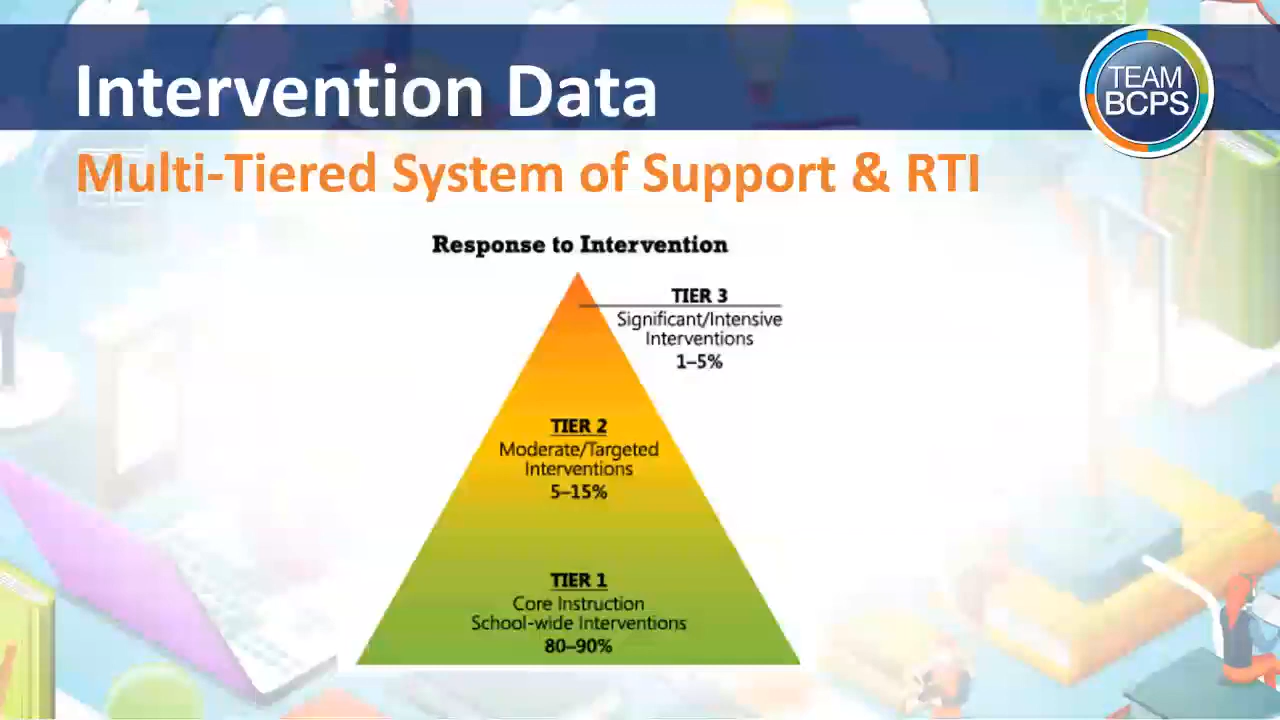 Intervention Data
TEAM
BCPS
Multi-Tiered System of Support & RTI
Response to Intervention
TIER 3
Significant/Intensive
Interventions
1–5%
TIER 2
Moderate/Targeted
Interventions
5–15%
TIER 1
Core Instruction
School-wide Interventions
80–90%